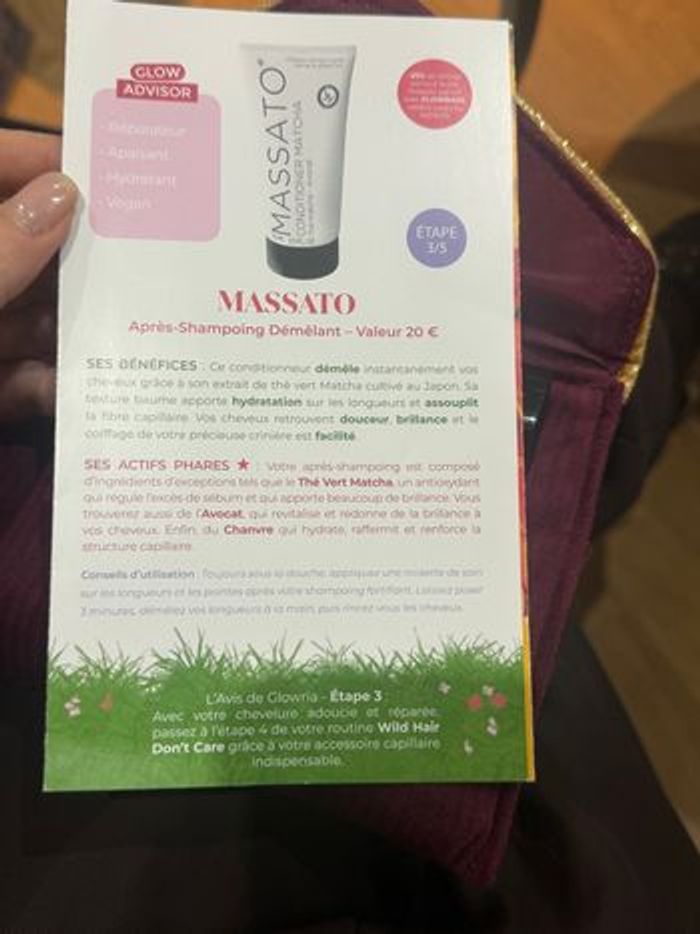 GLOW
ADVISOR
- Réparateur
- Apaisant
- Hydratant
- Vegan
MASSATO
CONDITIONER MATCHA
ÉTAPE
3/5
MASSATO
Après-Shampoing Démêlant – Valeur 20 €
SES BÉNÉFICES : Ce conditionneur démêle instantanément vos
cheveux grâce à son extrait de thé vert Matcha cultivé au Japon. Sa
texture baume apporte hydratation sur les longueurs et assouplit
la fibre capillaire. Vos cheveux retrouvent douceur, brillance et le
coiffage de votre précieuse crinière est facilité.
SES ACTIFS PHARES ★ : Votre après-shampoing est composé
d'ingrédients d'exceptions tels que le Thé Vert Matcha, un antioxydant
qui régule l'excès de sébum et qui apporte beaucoup de brillance. Vous
trouverez aussi de l'Avocat, qui revitalise et redonne de la brillance à
vos cheveux. Enfin, du Chanvre qui hydrate, raffermit et renforce la
structure capillaire.
Conseils d'utilisation : Toujours sous la douche, appliquez une noisette de soin
sur les longueurs et les pointes après votre shampoing fortifiant. Laissez poser
3 minutes, démêlez vos longueurs à la main, puis rincez vous les cheveux.
L'Avis de Glowria - Étape 3
Avec votre chevelure adoucie et réparée,
passez à l'étape 4 de votre routine Wild Hair
Don't Care grâce à votre accessoire capillaire
indispensable.